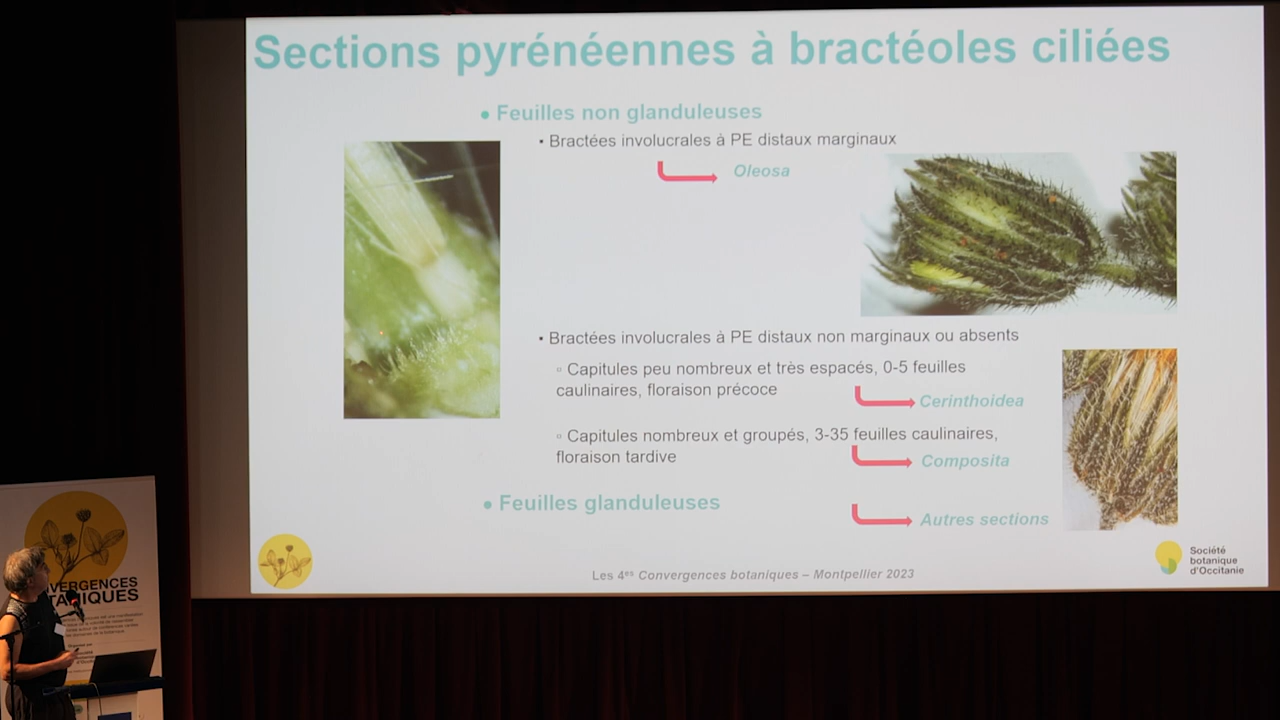 Sections pyrénéennes à bractéoles ciliées
• Feuilles non glanduleuses
▪ Bractées involucrales à PE distaux marginaux
Oleosa
▪ Bractées involucrales à PE distaux non marginaux ou absents
▫ Capitules peu nombreux et très espacés, 0-5 feuilles
caulinaires, floraison précoce
Cerinthoidea
▫ Capitules nombreux et groupés, 3-35 feuilles caulinaires,
floraison tardive
Composita
• Feuilles glanduleuses
Autres sections
Les 4es Convergences botaniques – Montpellier 2023
Société
botanique
d'Occitanie
VERGENCES
TANIQUES